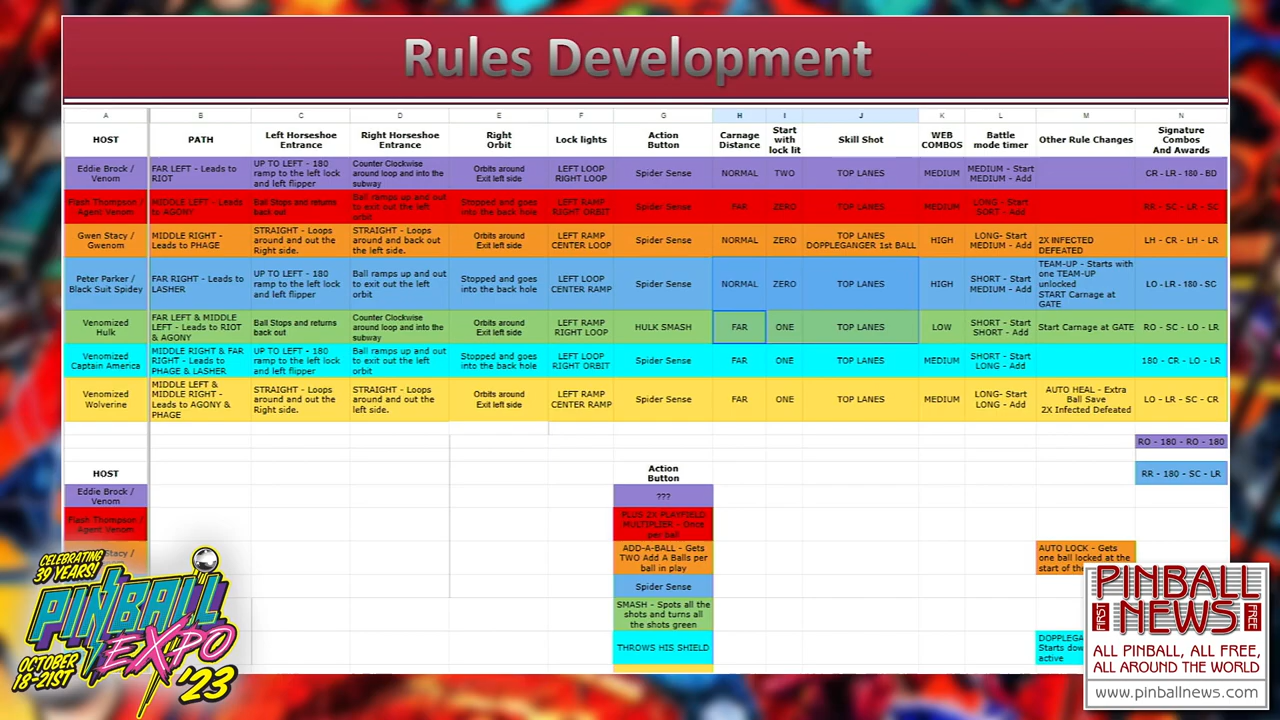 Rules Development
A B C D E F G H I J K L M N
HOST PATH Left Horseshoe Entrance Right Horseshoe Entrance Right Orbit Lock lights Action Button Carnage Distance Start with lock lit Skill Shot WEB COMBOS Battle mode timer Other Rule Changes Signature Combos And Awards
Eddie Brock / Venom FAR LEFT - Leads to RIOT UP TO LEFT - 180 ramp to the left lock and left flipper Counter Clockwise around loop and into the subway Orbits around Exit left side LEFT LOOP RIGHT LOOP Spider Sense NORMAL TWO TOP LANES MEDIUM MEDIUM - Start MEDIUM - Add CR - LR - 180 - BD
Flash Thompson / Agent Venom MIDDLE LEFT - Leads to AGONY Ball Stops and returns back out Ball ramps up and out to exit out the left orbit Stopped and goes into the back hole LEFT RAMP RIGHT ORBIT Spider Sense FAR ZERO TOP LANES MEDIUM LONG - Start SORT - Add RR - SC - LR - SC
Gwen Stacy / Gwenom MIDDLE RIGHT - Leads to PHAGE STRAIGHT - Loops around and out the Right side. STRAIGHT - Loops around and back out the left side. Orbits around Exit left side LEFT RAMP CENTER LOOP Spider Sense NORMAL ZERO TOP LANES DOPPLEGANGER 1st BALL HIGH LONG- Start MEDIUM - Add 2X INFECTED DEFEATED LH - CR - LH - LR
Peter Parker / Black Suit Spidey FAR RIGHT - Leads to LASHER UP TO LEFT - 180 ramp to the left lock and left flipper Ball ramps up and out to exit out the left orbit Stopped and goes into the back hole LEFT LOOP CENTER RAMP Spider Sense NORMAL ZERO TOP LANES HIGH SHORT - Start MEDIUM - Add TEAM-UP - Starts with one TEAM-UP unlocked START Carnage at GATE LO - LR - 180 - SC
Venomized Hulk FAR LEFT & MIDDLE LEFT - Leads to RIOT & AGONY Ball Stops and returns back out Counter Clockwise around loop and into the subway Orbits around Exit left side LEFT RAMP RIGHT LOOP HULK SMASH FAR ONE TOP LANES LOW SHORT - Start SHORT - Add Start Carnage at GATE RO - SC - LO - LR
Venomized Captain America MIDDLE RIGHT & FAR RIGHT - Leads to PHAGE & LASHER UP TO LEFT - 180 ramp to the left lock and left flipper Ball ramps up and out to exit out the left orbit Stopped and goes into the back hole LEFT LOOP RIGHT ORBIT Spider Sense FAR ONE TOP LANES MEDIUM SHORT - Start LONG - Add 180 - CR - LO - LR
Venomized Wolverine MIDDLE LEFT & MIDDLE RIGHT - Leads to AGONY & PHAGE STRAIGHT - Loops around and out the Right side. STRAIGHT - Loops around and out the left side. Orbits around Exit left side LEFT RAMP CENTER RAMP Spider Sense FAR ONE TOP LANES MEDIUM LONG- Start LONG - Add AUTO HEAL - Extra Ball Save 2X Infected Defeated LO - LR - SC - CR
RO - 180 - RO - 180
HOST Action Button RR - 180 - SC - LR
Eddie Brock / Venom ???
Flash Thompson / Agent Venom PLUS 2X PLAYFIELD MULTIPLIER - Once per ball
Stacy / ADD-A-BALL - Gets TWO Add A Balls per ball in play AUTO LOCK - Gets one ball locked at the start of the
Spider Sense
SMASH - Spots all the shots and turns all the shots green
THROWS HIS SHIELD DOPPLEGA Starts dow active
CELEBRATING
39 YEARS!
PINBALL
EXPO
OCTOBER
18-21ST
'23
PINBALL
FIRST NEWS FREE
ALL PINBALL, ALL FREE,
ALL AROUND THE WORLD
www.pinballnews.com